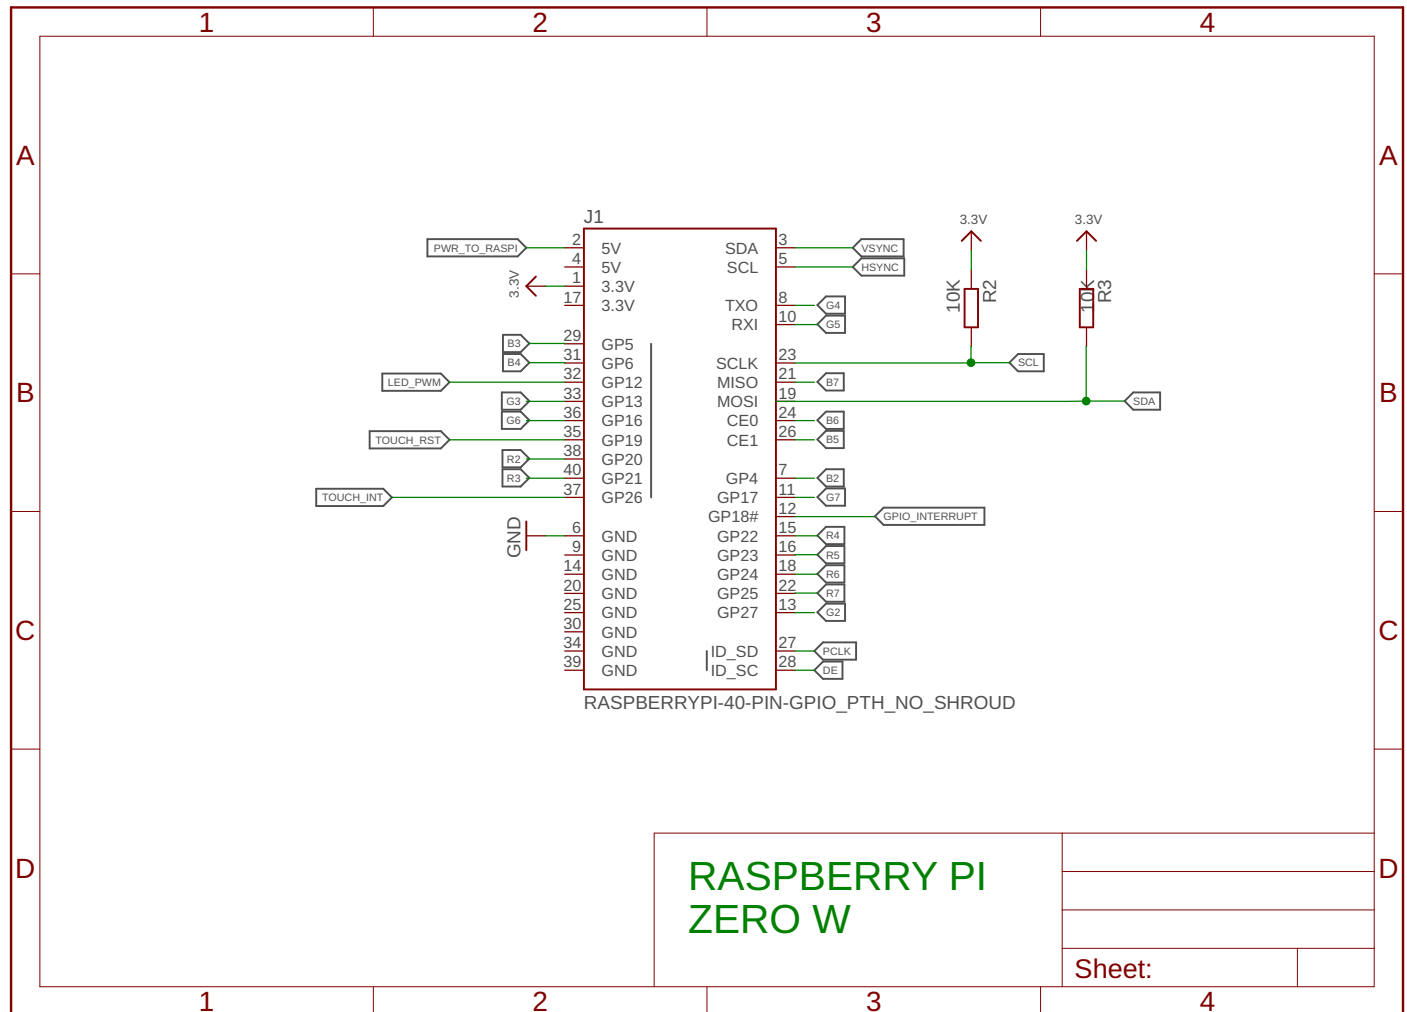 1 2 3 4
A A
B B
C C
D D
J1
PWR_TO_RASPI 2 5V SDA 3 VSYNC
4 5V SCL 5 HSYNC
3.3V 1 3.3V
17 3.3V TXO 8 G4
RXI 10 G5
B3 29 GP5
B4 31 GP6 SCLK 23 SCL
LED_PWM 32 GP12 MISO 21 B7
G3 33 GP13 MOSI 19 SDA
G6 36 GP16 CE0 24 B6
TOUCH_RST 35 GP19 CE1 26 B5
R2 38 GP20
R3 40 GP21 GP4 7 B2
TOUCH_INT 37 GP26 GP17 11 G7
GP18# 12 GPIO_INTERRUPT
GND 6 GND GP22 15 R4
9 GND GP23 16 R5
14 GND GP24 18 R6
20 GND GP25 22 R7
25 GND GP27 13 G2
30 GND
34 GND ID_SD 27 PCLK
39 GND ID_SC 28 DE
RASPBERRYPI-40-PIN-GPIO_PTH_NO_SHROUD
3.3V 3.3V
10K R2 10K R3
RASPBERRY PI
ZERO W
Sheet:
1 2 3 4